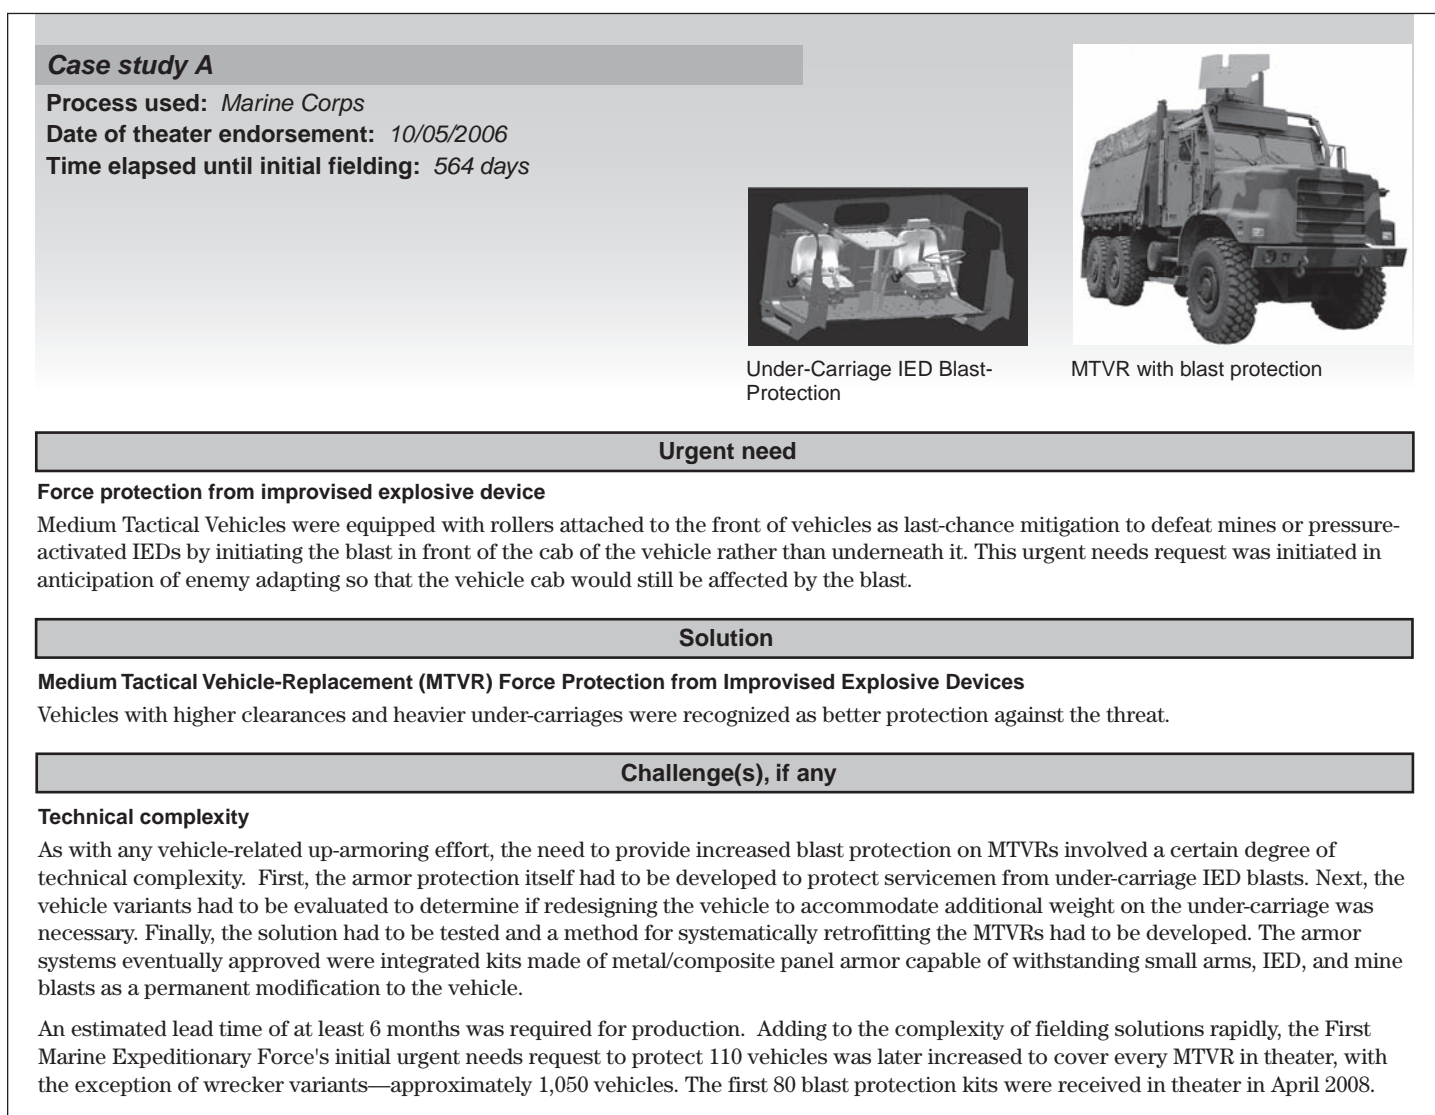 Case study A
Process used: Marine Corps
Date of theater endorsement: 10/05/2006
Time elapsed until initial fielding: 564 days
Under-Carriage IED Blast-
Protection
MTVR with blast protection
Urgent need
Force protection from improvised explosive device
Medium Tactical Vehicles were equipped with rollers attached to the front of vehicles as last-chance mitigation to defeat mines or pressure-
activated IEDs by initiating the blast in front of the cab of the vehicle rather than underneath it. This urgent needs request was initiated in
anticipation of enemy adapting so that the vehicle cab would still be affected by the blast.
Solution
Medium Tactical Vehicle-Replacement (MTVR) Force Protection from Improvised Explosive Devices
Vehicles with higher clearances and heavier under-carriages were recognized as better protection against the threat.
Challenge(s), if any
Technical complexity
As with any vehicle-related up-armoring effort, the need to provide increased blast protection on MTVRs involved a certain degree of
technical complexity.  First, the armor protection itself had to be developed to protect servicemen from under-carriage IED blasts. Next, the
vehicle variants had to be evaluated to determine if redesigning the vehicle to accommodate additional weight on the under-carriage was
necessary. Finally, the solution had to be tested and a method for systematically retrofitting the MTVRs had to be developed. The armor
systems eventually approved were integrated kits made of metal/composite panel armor capable of withstanding small arms, IED, and mine
blasts as a permanent modification to the vehicle.
An estimated lead time of at least 6 months was required for production.  Adding to the complexity of fielding solutions rapidly, the First
Marine Expeditionary Force's initial urgent needs request to protect 110 vehicles was later increased to cover every MTVR in theater, with
the exception of wrecker variants—approximately 1,050 vehicles. The first 80 blast protection kits were received in theater in April 2008.